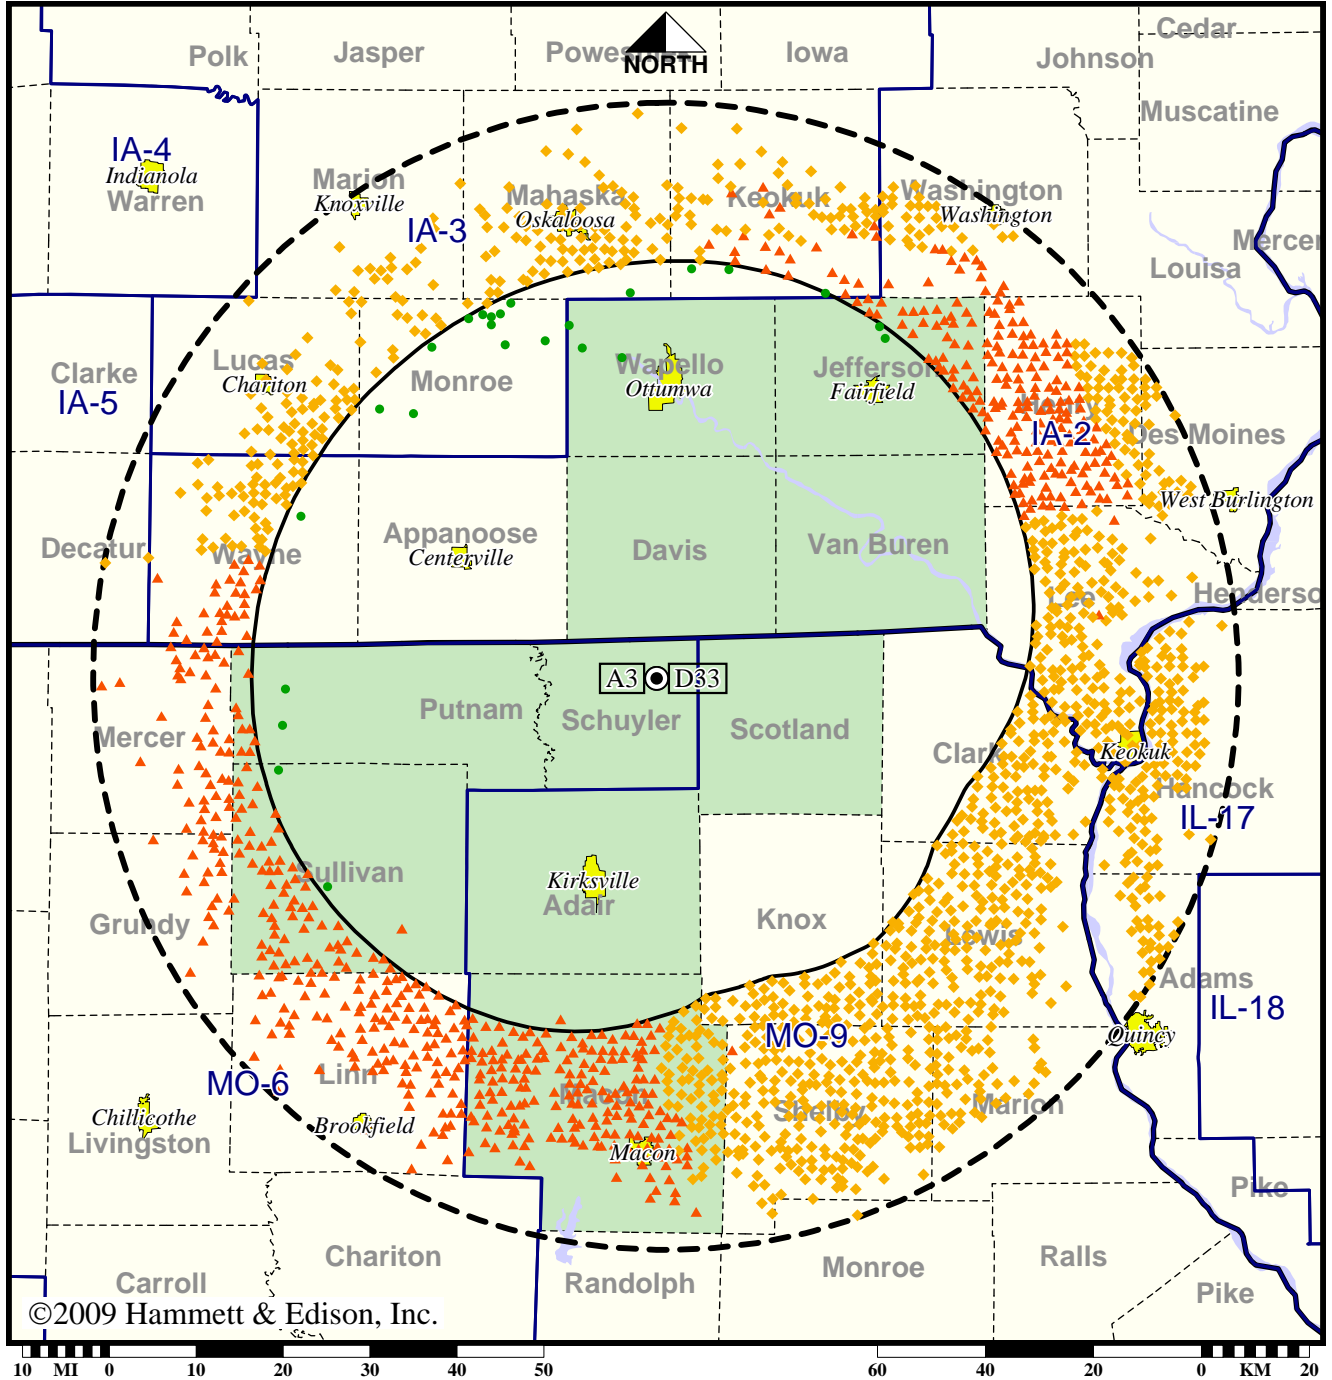 Cedar
Polk
Jasper
Powes
Iowa
Johnson
NORTH
Muscatine
IA-4
Indianola
Warren
Marion
Knoxville
Mahaska
Oskaloosa
Keokuk
Washington
Washington
IA-3
Mercer
Louisa
Clarke
IA-5
Lucas
Chariton
Monroe
Wapello
Ottumwa
Jefferson
Fairfield
Henry
IA-2
Des Moines
West Burlington
Decatur
Wayne
Appanoose
Centerville
Davis
Van Buren
Lee
Henderso
A3 D33
Putnam
Schuyler
Scotland
Mercer
Clark
Keokuk
Hancock
IL-17
Sullivan
Kirksville
Adair
Knox
Lewis
Grundy
Adams
IL-18
MO-9
Quincy
MO-6
Linn
Macon
Shelby
Marion
Chillicothe
Livingston
Brookfield
Macon
Pike
Chariton
Carroll
Randolph
Monroe
Ralls
Pike
©2009 Hammett & Edison, Inc.
10 MI 0 10 20 30 40 50 60 40 20 0 KM 20